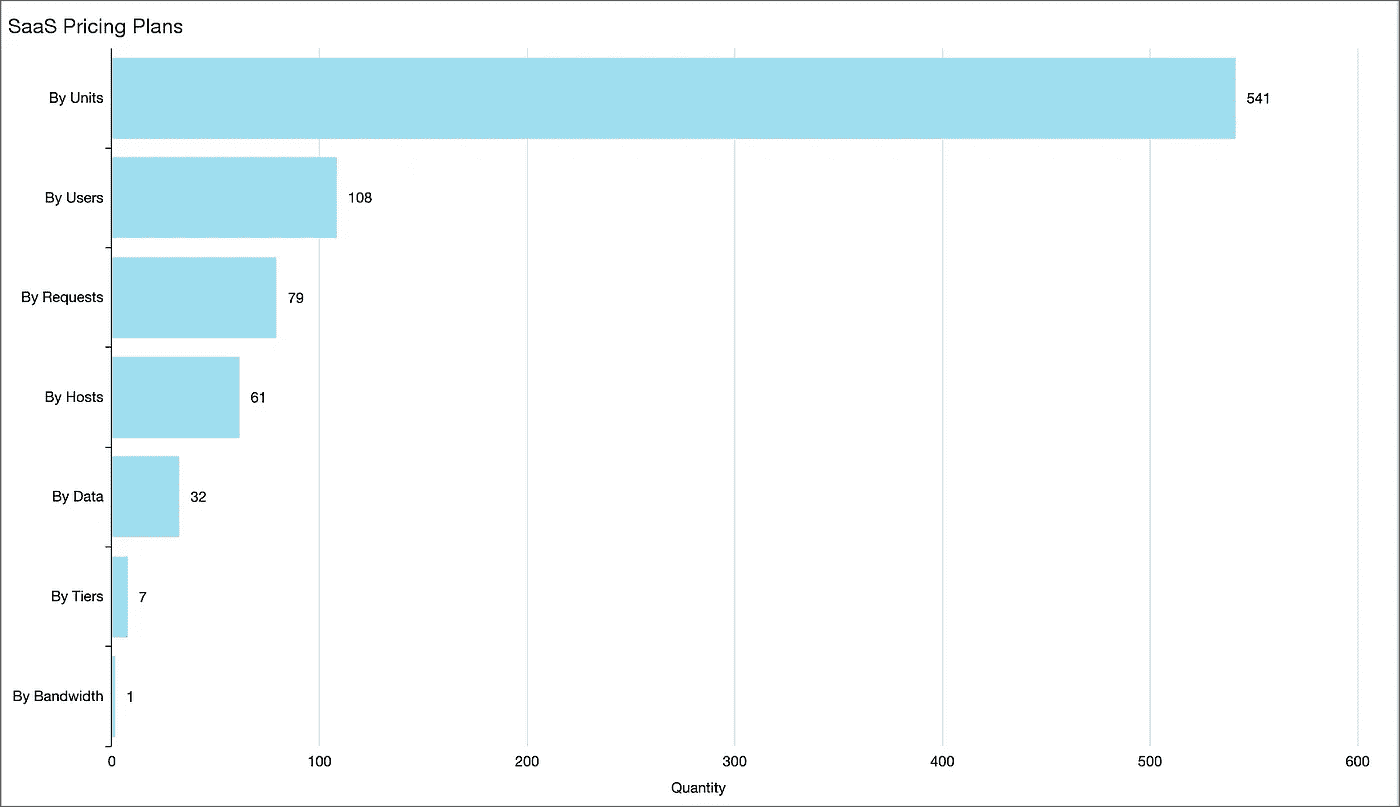 SaaS Pricing Plans
By Units 541
By Users 108
By Requests 79
By Hosts 61
By Data 32
By Tiers 7
By Bandwidth 1
0 100 200 300 400 500 600
Quantity